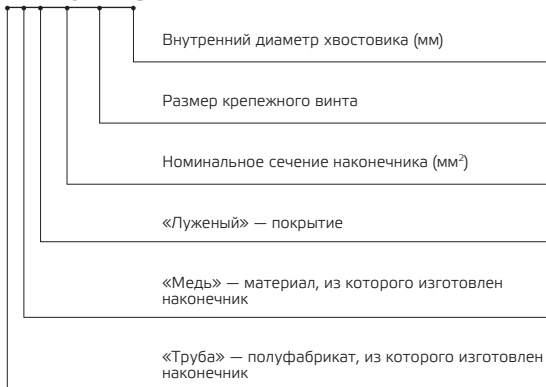 Внутренний диаметр хвостовика (мм)
Размер крепежного винта
Номинальное сечение наконечника (мм²)
«Луженый» — покрытие
«Медь» — материал, из которого изготовлен
наконечник
«Труба» — полуфабрикат, из которого изготовлен
наконечник